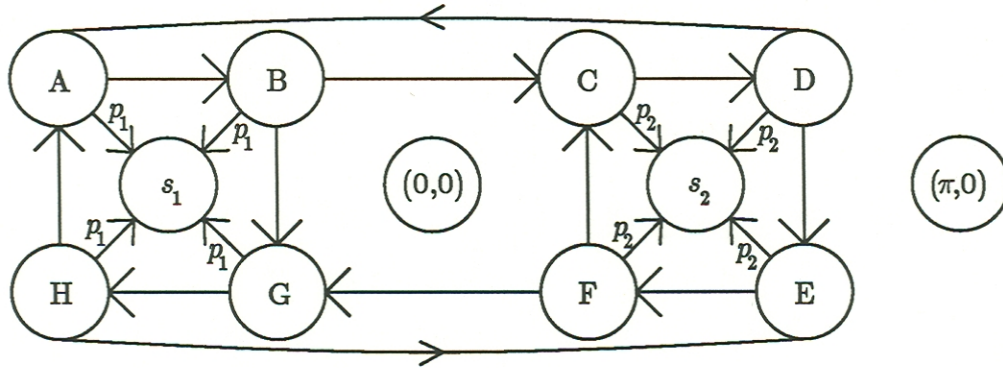 A B C D
p₁ p₁ p₂ p₂
s₁ (0,0) s₂ (π,0)
p₁ p₁ p₂ p₂
H G F E